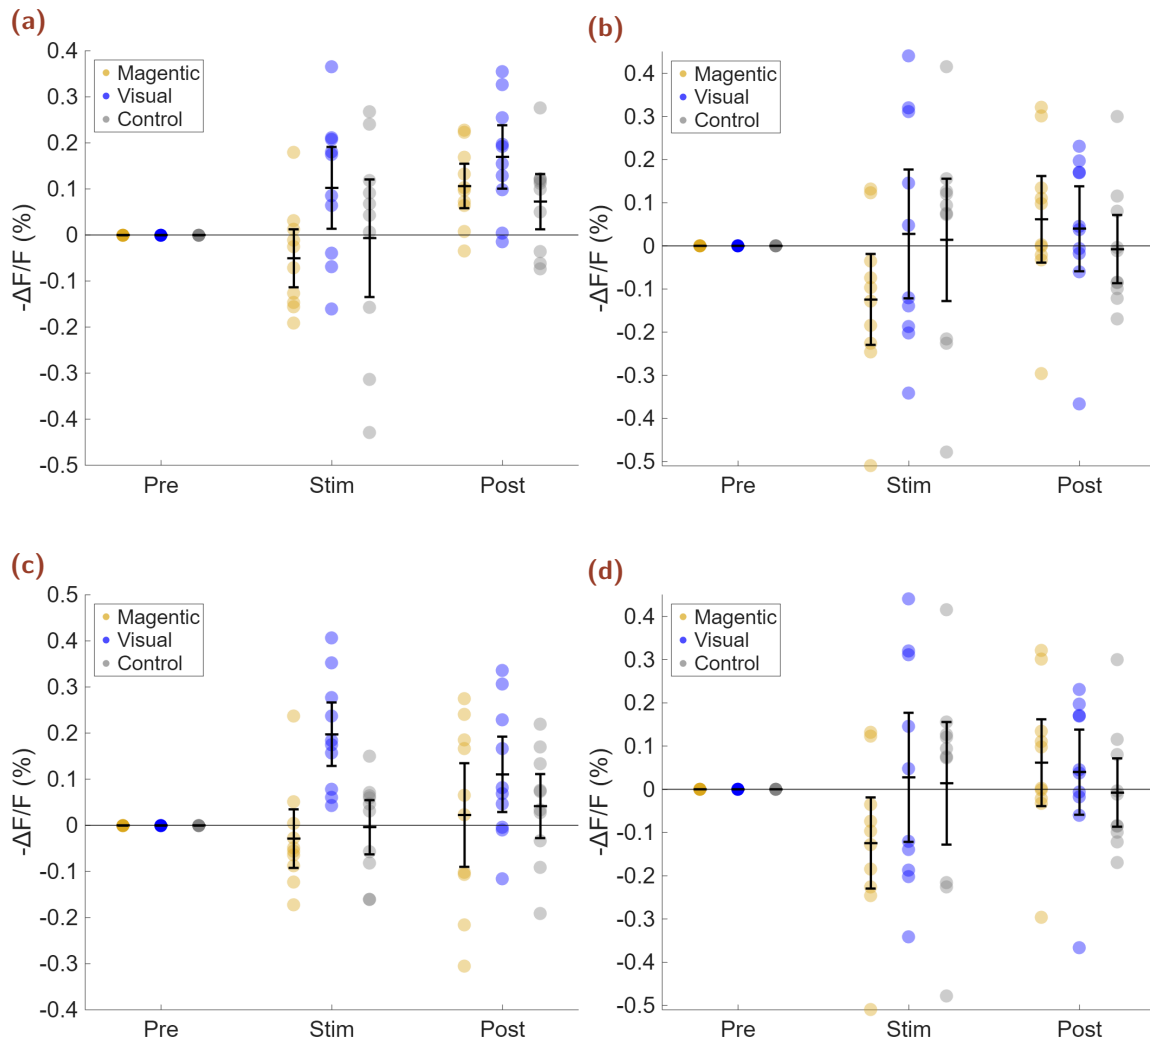 (a)
-ΔF/F (%)
0.4
0.3
0.2
0.1
0
-0.1
-0.2
-0.3
-0.4
-0.5
Magentic
Visual
Control
Pre Stim Post
(b)
-ΔF/F (%)
0.4
0.3
0.2
0.1
0
-0.1
-0.2
-0.3
-0.4
-0.5
Magentic
Visual
Control
Pre Stim Post
(c)
-ΔF/F (%)
0.5
0.4
0.3
0.2
0.1
0
-0.1
-0.2
-0.3
-0.4
Magentic
Visual
Control
Pre Stim Post
(d)
-ΔF/F (%)
0.4
0.3
0.2
0.1
0
-0.1
-0.2
-0.3
-0.4
-0.5
Magentic
Visual
Control
Pre Stim Post